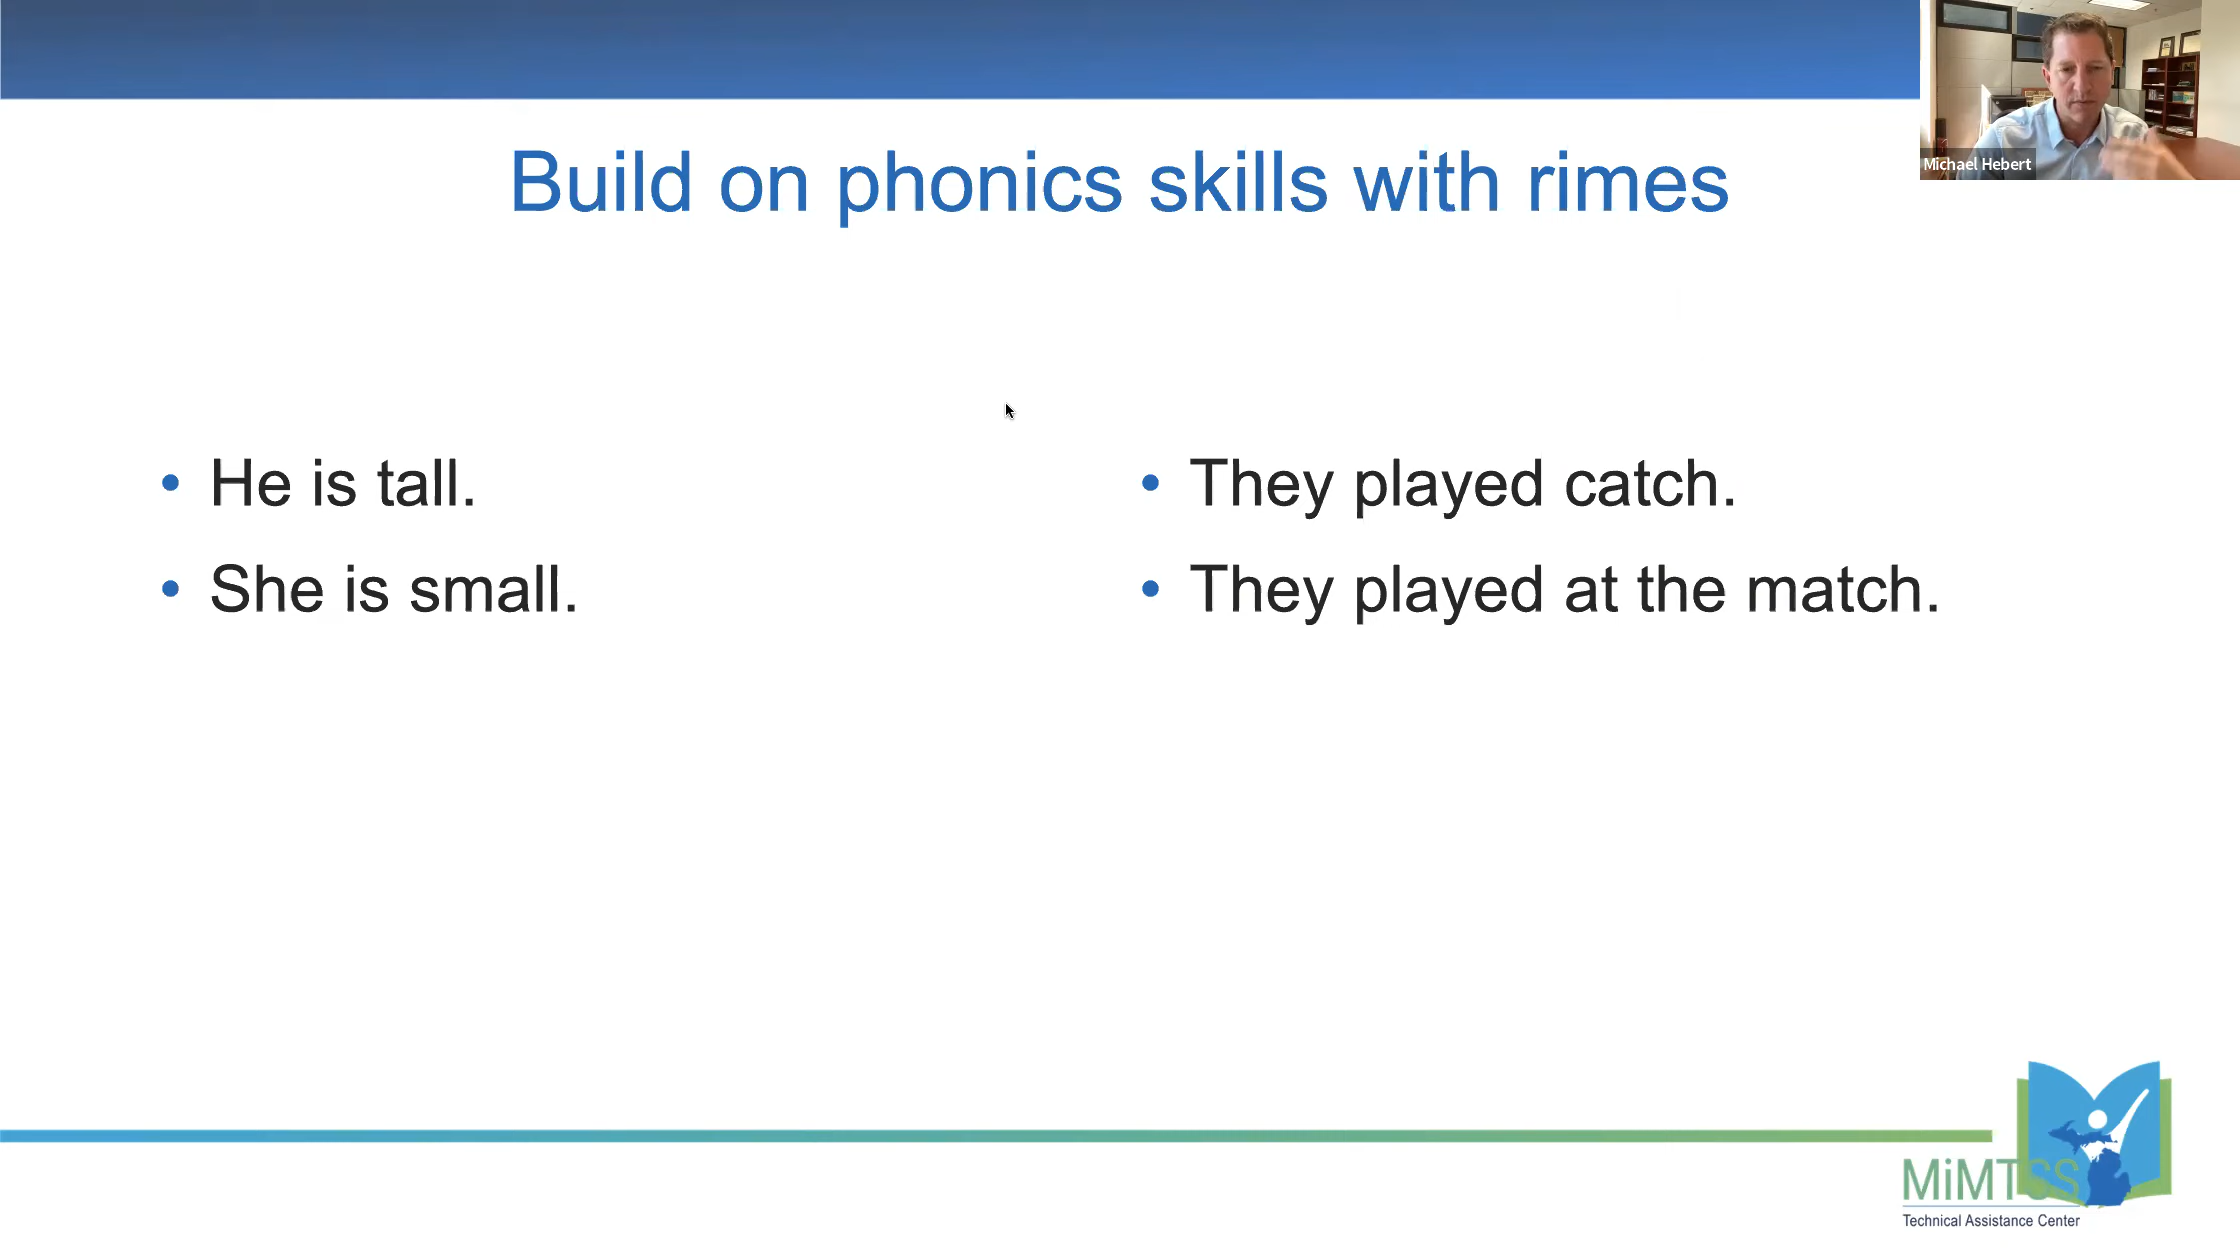 Michael Hebert
Build on phonics skills with rimes
• He is tall.
• She is small.
• They played catch.
• They played at the match.
MiMTSS
Technical Assistance Center